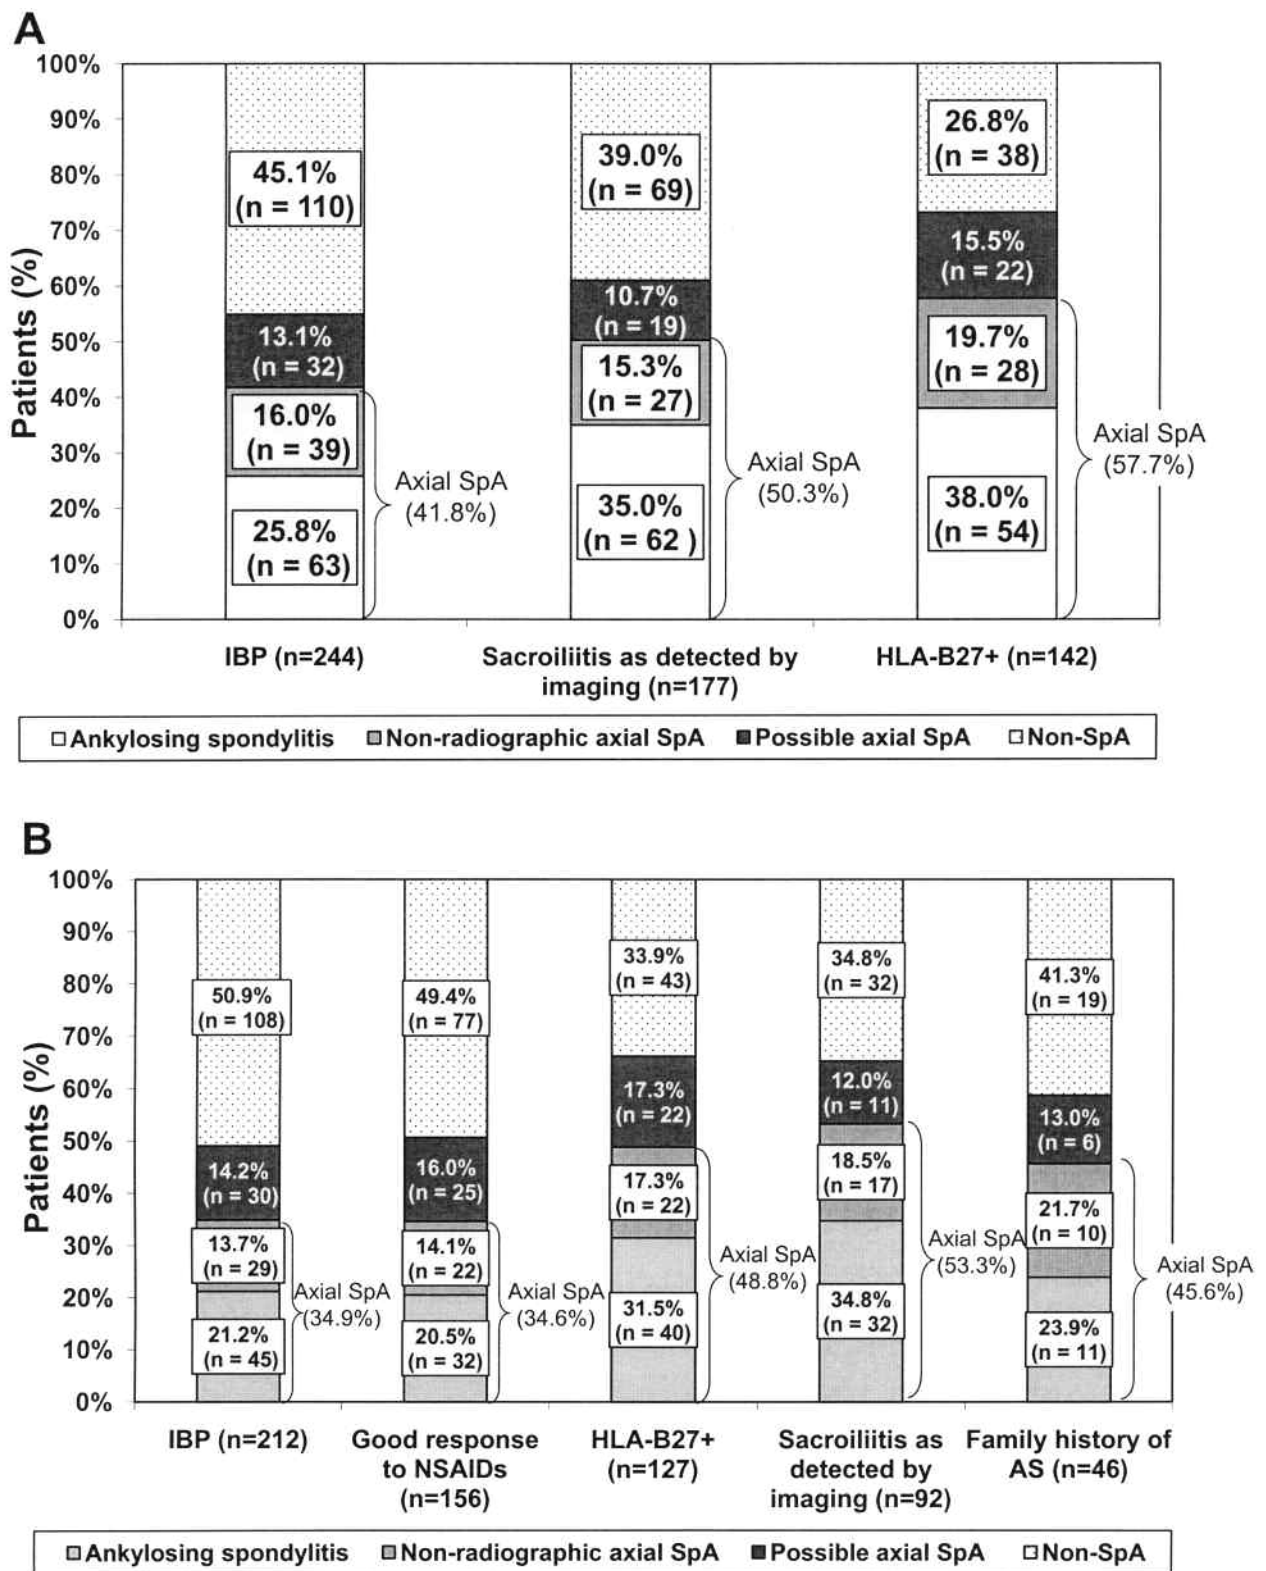 A
100%
90%
80%
70%
60%
50%
40%
30%
20%
10%
0%
Patients (%)
45.1%
(n = 110)
13.1%
(n = 32)
16.0%
(n = 39)
25.8%
(n = 63)
Axial SpA
(41.8%)
39.0%
(n = 69)
10.7%
(n = 19)
15.3%
(n = 27)
35.0%
(n = 62 )
Axial SpA
(50.3%)
26.8%
(n = 38)
15.5%
(n = 22)
19.7%
(n = 28)
38.0%
(n = 54)
Axial SpA
(57.7%)
IBP (n=244)
Sacroiliitis as detected by
imaging (n=177)
HLA-B27+ (n=142)
Ankylosing spondylitis Non-radiographic axial SpA Possible axial SpA Non-SpA
B
100%
90%
80%
70%
60%
50%
40%
30%
20%
10%
0%
Patients (%)
50.9%
(n = 108)
14.2%
(n = 30)
13.7%
(n = 29)
21.2%
(n = 45)
Axial SpA
(34.9%)
49.4%
(n = 77)
16.0%
(n = 25)
14.1%
(n = 22)
20.5%
(n = 32)
Axial SpA
(34.6%)
33.9%
(n = 43)
17.3%
(n = 22)
17.3%
(n = 22)
31.5%
(n = 40)
Axial SpA
(48.8%)
34.8%
(n = 32)
12.0%
(n = 11)
18.5%
(n = 17)
34.8%
(n = 32)
Axial SpA
(53.3%)
41.3%
(n = 19)
13.0%
(n = 6)
21.7%
(n = 10)
23.9%
(n = 11)
Axial SpA
(45.6%)
IBP (n=212)
Good response
to NSAIDs
(n=156)
HLA-B27+
(n=127)
Sacroiliitis as
detected by
imaging (n=92)
Family history of
AS (n=46)
Ankylosing spondylitis Non-radiographic axial SpA Possible axial SpA Non-SpA